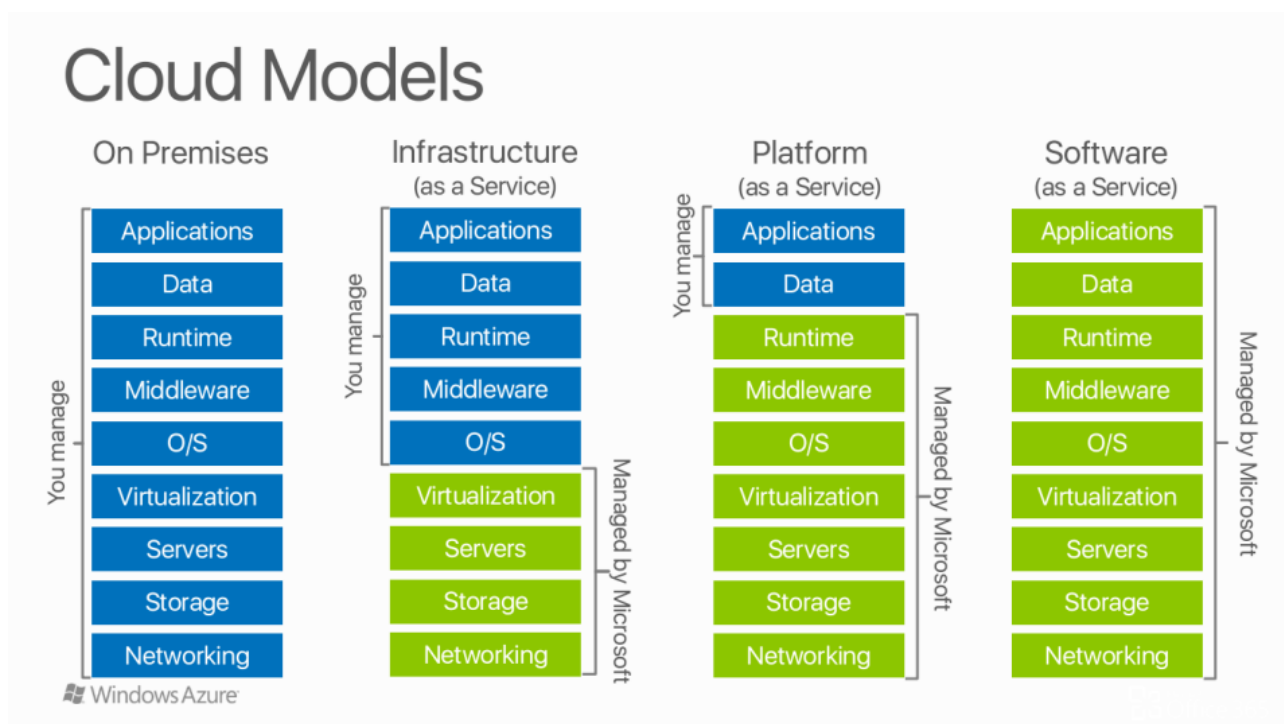 Cloud Models
On Premises
You manage
Applications
Data
Runtime
Middleware
O/S
Virtualization
Servers
Storage
Networking
Infrastructure
(as a Service)
You manage
Applications
Data
Runtime
Middleware
O/S
Virtualization
Servers
Storage
Networking
Managed by Microsoft
Platform
(as a Service)
You manage
Applications
Data
Runtime
Middleware
O/S
Virtualization
Servers
Storage
Networking
Managed by Microsoft
Software
(as a Service)
Applications
Data
Runtime
Middleware
O/S
Virtualization
Servers
Storage
Networking
Managed by Microsoft
Windows Azure